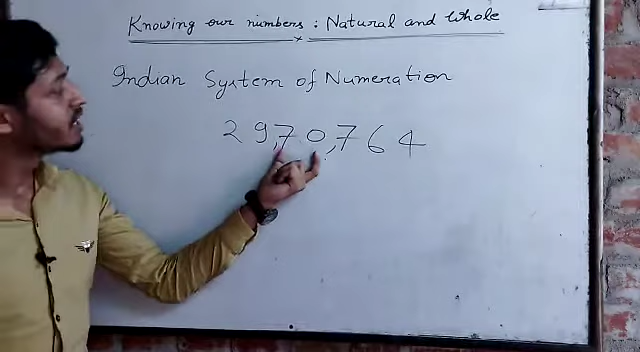 Knowing our numbers : Natural and Whole
Indian System of Numeration
29,70,764